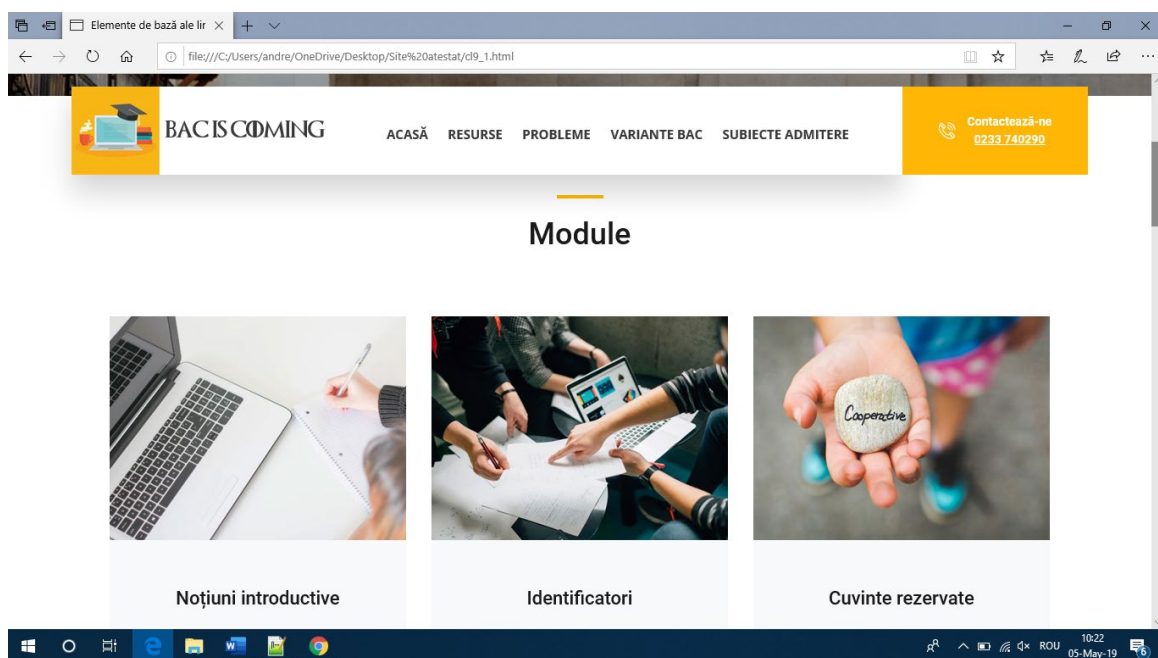 Elemente de bază ale lir
file:///C:/Users/andre/OneDrive/Desktop/Site%20atestat/cl9_1.html
BAC IS COMING
ACASĂ RESURSE PROBLEME VARIANTE BAC SUBIECTE ADMITERE
Contactează-ne
0233 740290
Module
Cooperative
Noțiuni introductive
Identificatori
Cuvinte rezervate
ROU
10:22
05-May-19
6